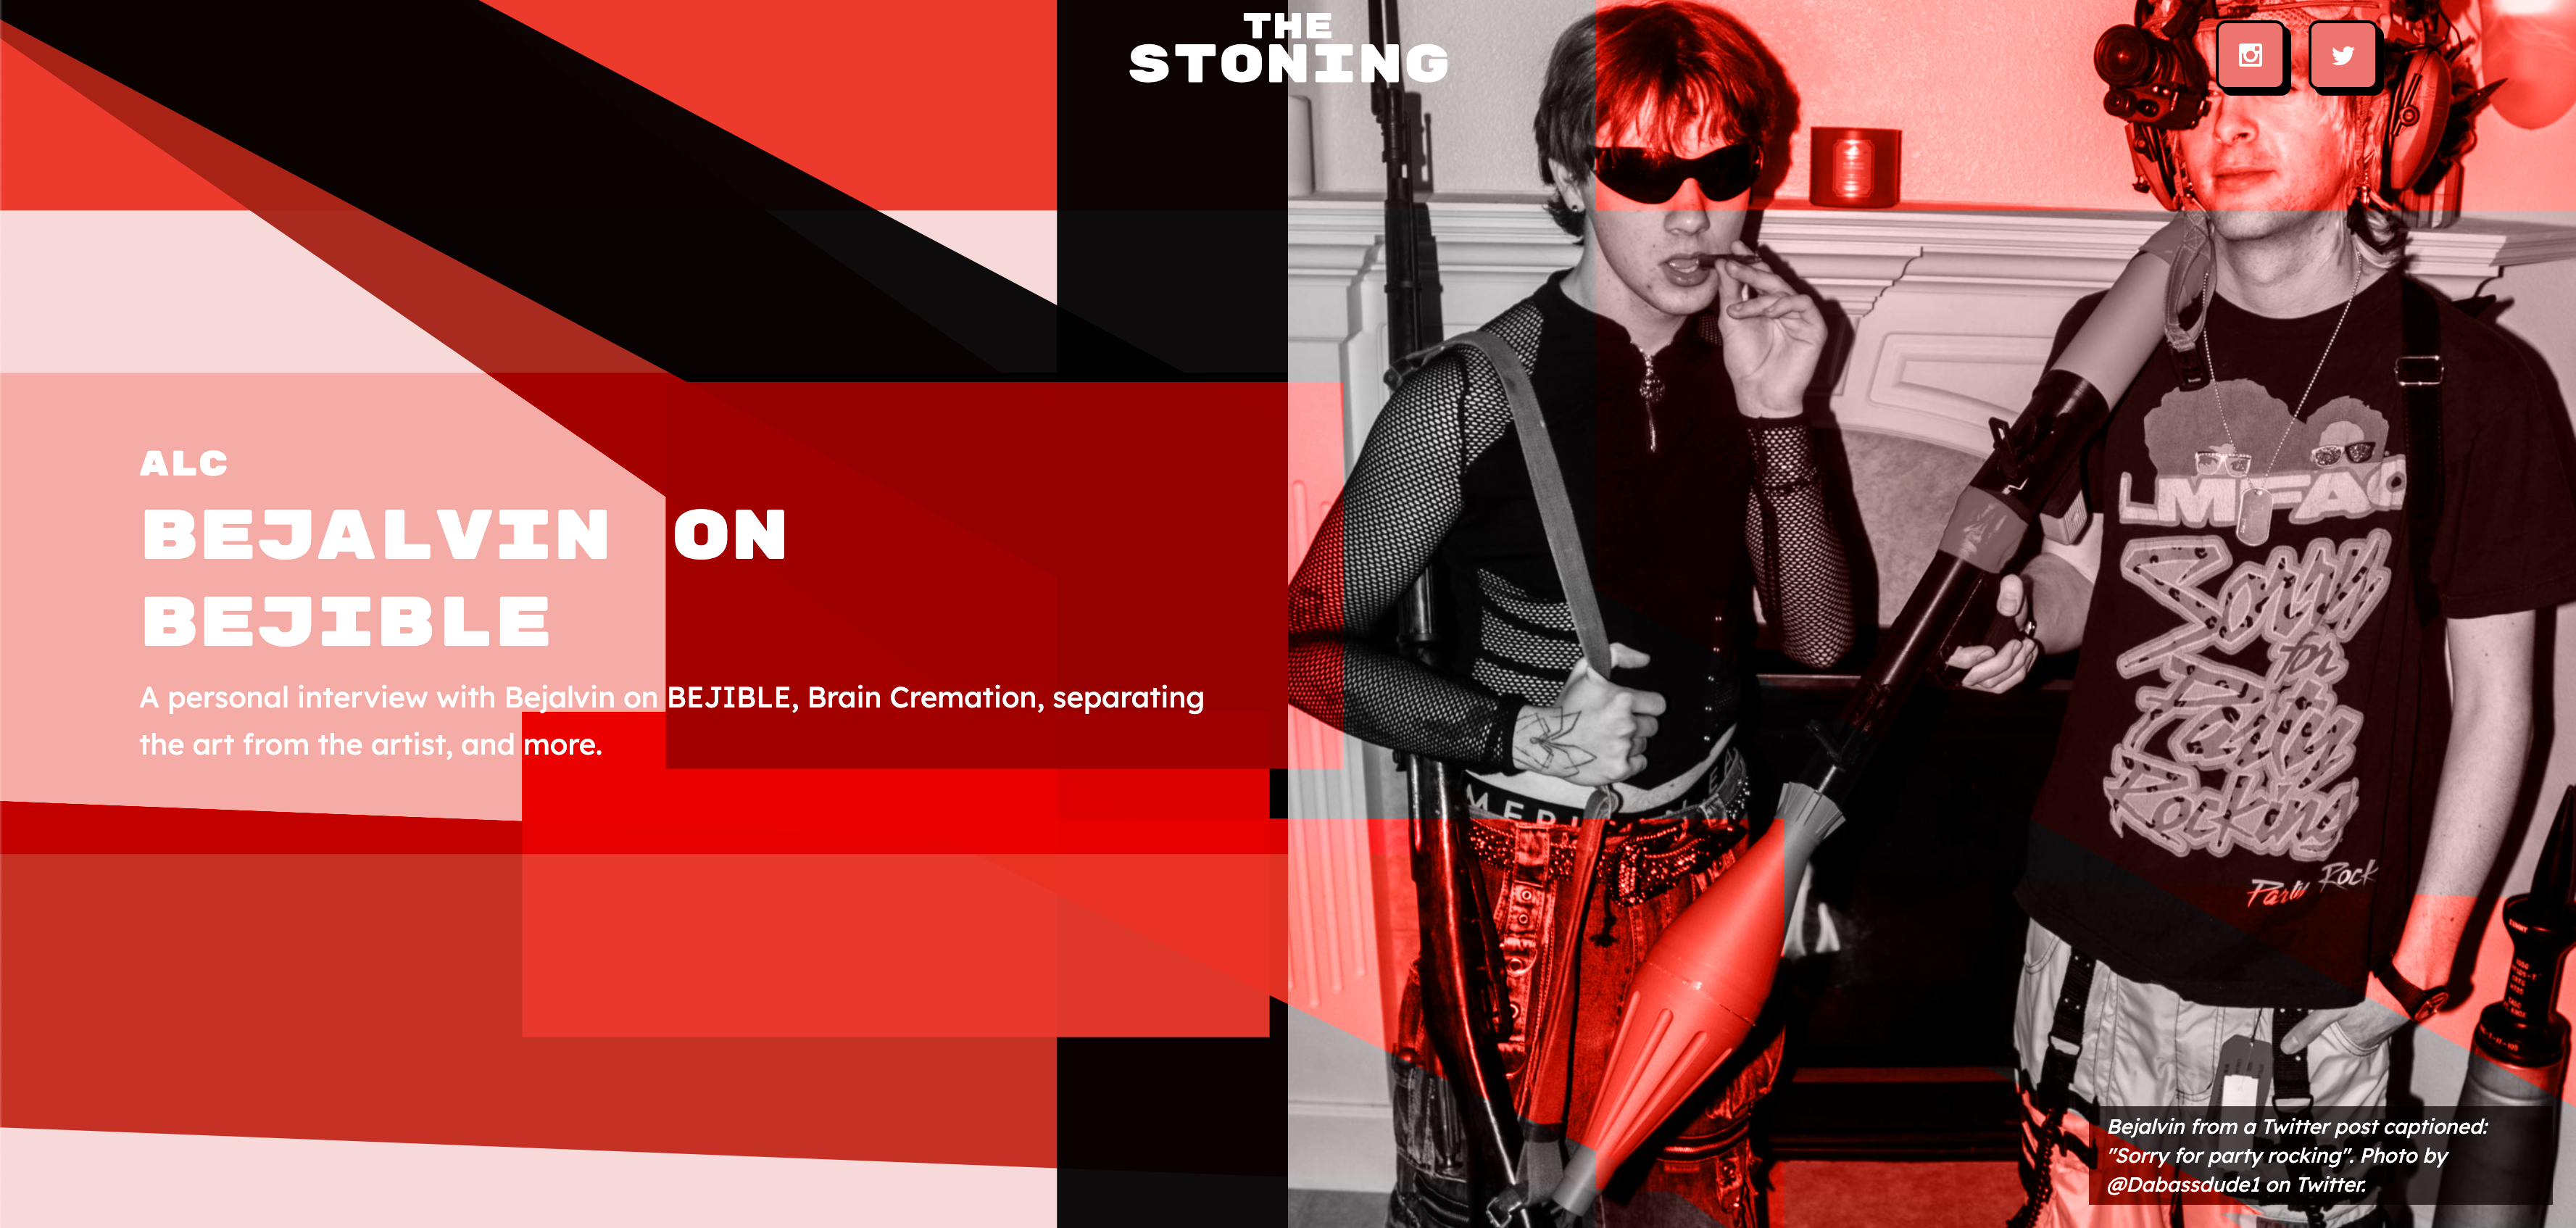 THE
STONING
ALC
BEJALVIN ON
BEJIBLE
A personal interview with Bejalvin on BEJIBLE, Brain Cremation, separating
the art from the artist, and more.
LMFAO
Sorry
for
Party
Rocking
Party Rock
MERI
Bejalvin from a Twitter post captioned:
"Sorry for party rocking". Photo by
@Dabassdude1 on Twitter.